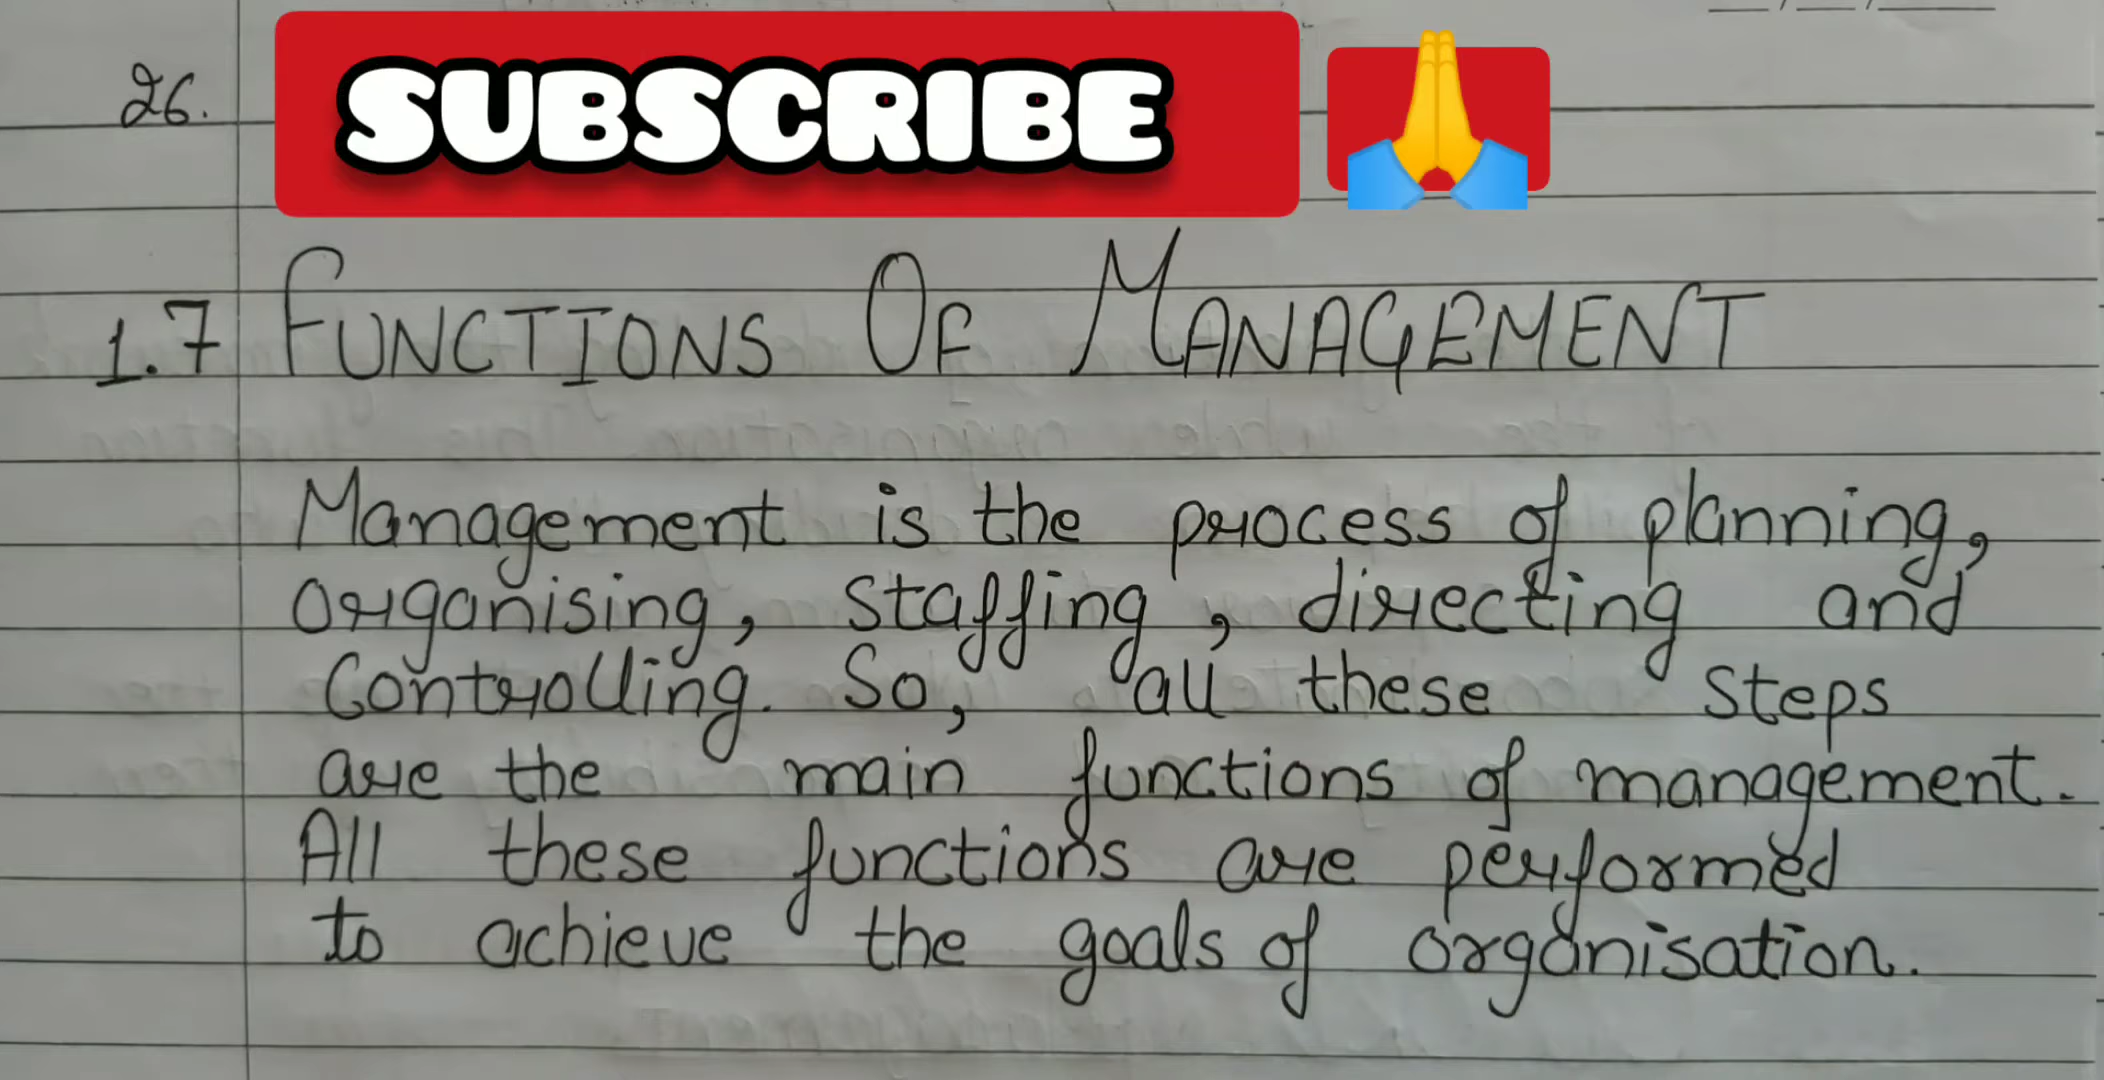 26.
SUBSCRIBE
1.7 FUNCTIONS OF MANAGEMENT
Management is the process of planning,
organising, staffing, directing and
Controlling. So, all these steps
are the main functions of management.
All these functions are performed
to achieve the goals of organisation.